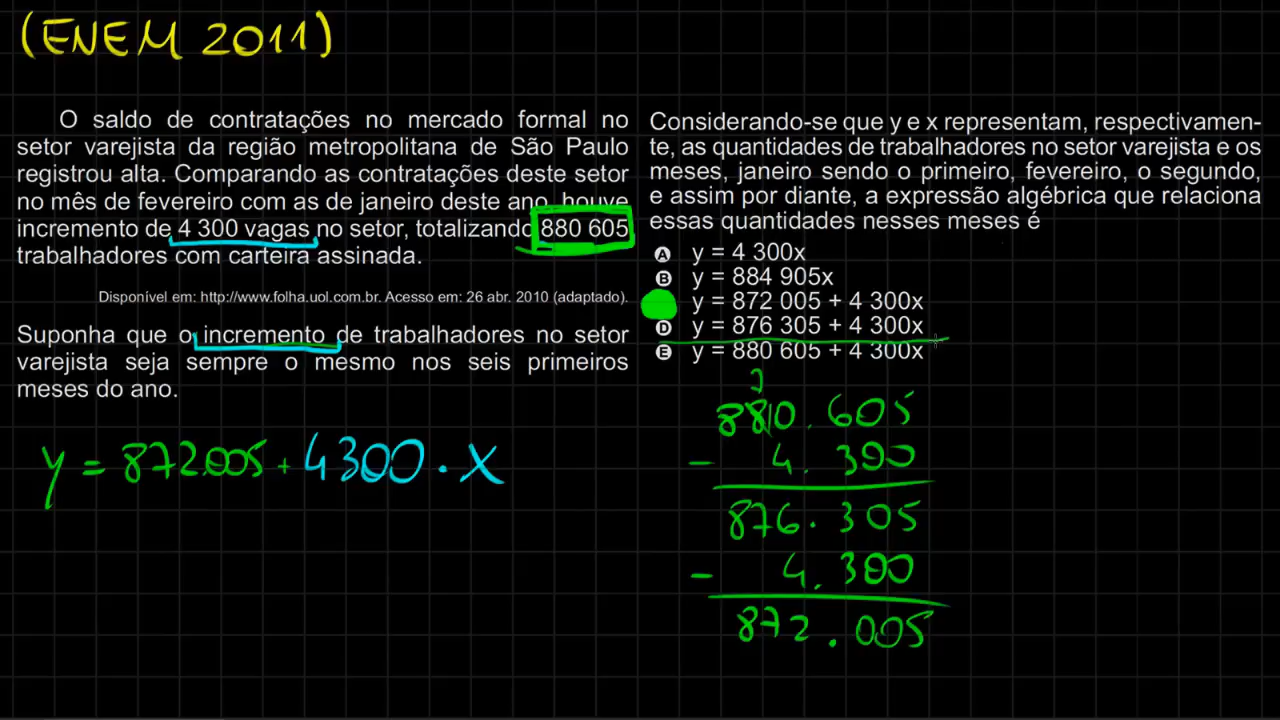 (ENEM 2011)
O saldo de contratações no mercado formal no
setor varejista da região metropolitana de São Paulo
registrou alta. Comparando as contratações deste setor
no mês de fevereiro com as de janeiro deste ano, houve
incremento de 4 300 vagas no setor, totalizando 880 605
trabalhadores com carteira assinada.
Disponível em: http://www.folha.uol.com.br. Acesso em: 26 abr. 2010 (adaptado).
Suponha que o incremento de trabalhadores no setor
varejista seja sempre o mesmo nos seis primeiros
meses do ano.
y = 872.005 + 4300 · x
Considerando-se que y e x representam, respectivamen-
te, as quantidades de trabalhadores no setor varejista e os
meses, janeiro sendo o primeiro, fevereiro, o segundo,
e assim por diante, a expressão algébrica que relaciona
essas quantidades nesses meses é
A y = 4 300x
B y = 884 905x
y = 872 005 + 4 300x
D y = 876 305 + 4 300x
E y = 880 605 + 4 300x
7
8810.605
- 4.300
876.305
- 4.300
872.005